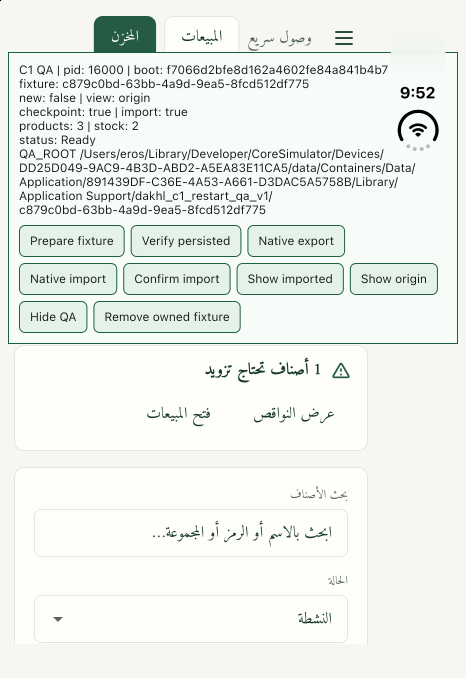 وصول سريع
المبيعات
المخزن
C1 QA | pid: 16000 | boot: f7066d2bfe8d162a4602fe84a841b4b7
fixture: c879c0bd-63bb-4a9d-9ea5-8fcd512df775
new: false | view: origin
checkpoint: true | import: true
products: 3 | stock: 2
status: Ready
QA_ROOT /Users/eros/Library/Developer/CoreSimulator/Devices/
DD25D049-9AC9-4B3D-ABD2-A5EA83E11CA5/data/Containers/Data/
Application/891439DF-C36E-4A53-A661-D3DAC5A5758B/Library/
Application Support/dakhl_c1_restart_qa_v1/
c879c0bd-63bb-4a9d-9ea5-8fcd512df775
9:52
Prepare fixture
Verify persisted
Native export
Native import
Confirm import
Show imported
Show origin
Hide QA
Remove owned fixture
1 أصناف تحتاج تزويد
عرض النواقص
فتح المبيعات
بحث الأصناف
ابحث بالاسم أو الرمز أو المجموعة...
الحالة
النشطة